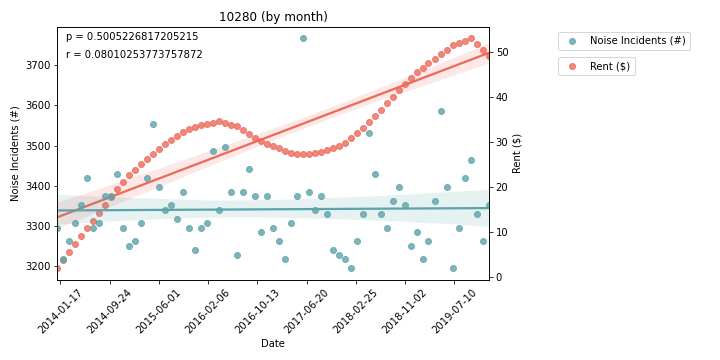 10280 (by month)
p = 0.5005226817205215
r = 0.08010253773757872
Noise Incidents (#)
Rent ($)
Noise Incidents (#)
3700
3600
3500
3400
3300
3200
50
40
30
20
10
0
Rent ($)
2014-01-17
2014-09-24
2015-06-01
2016-02-06
2016-10-13
2017-06-20
2018-02-25
2018-11-02
2019-07-10
Date